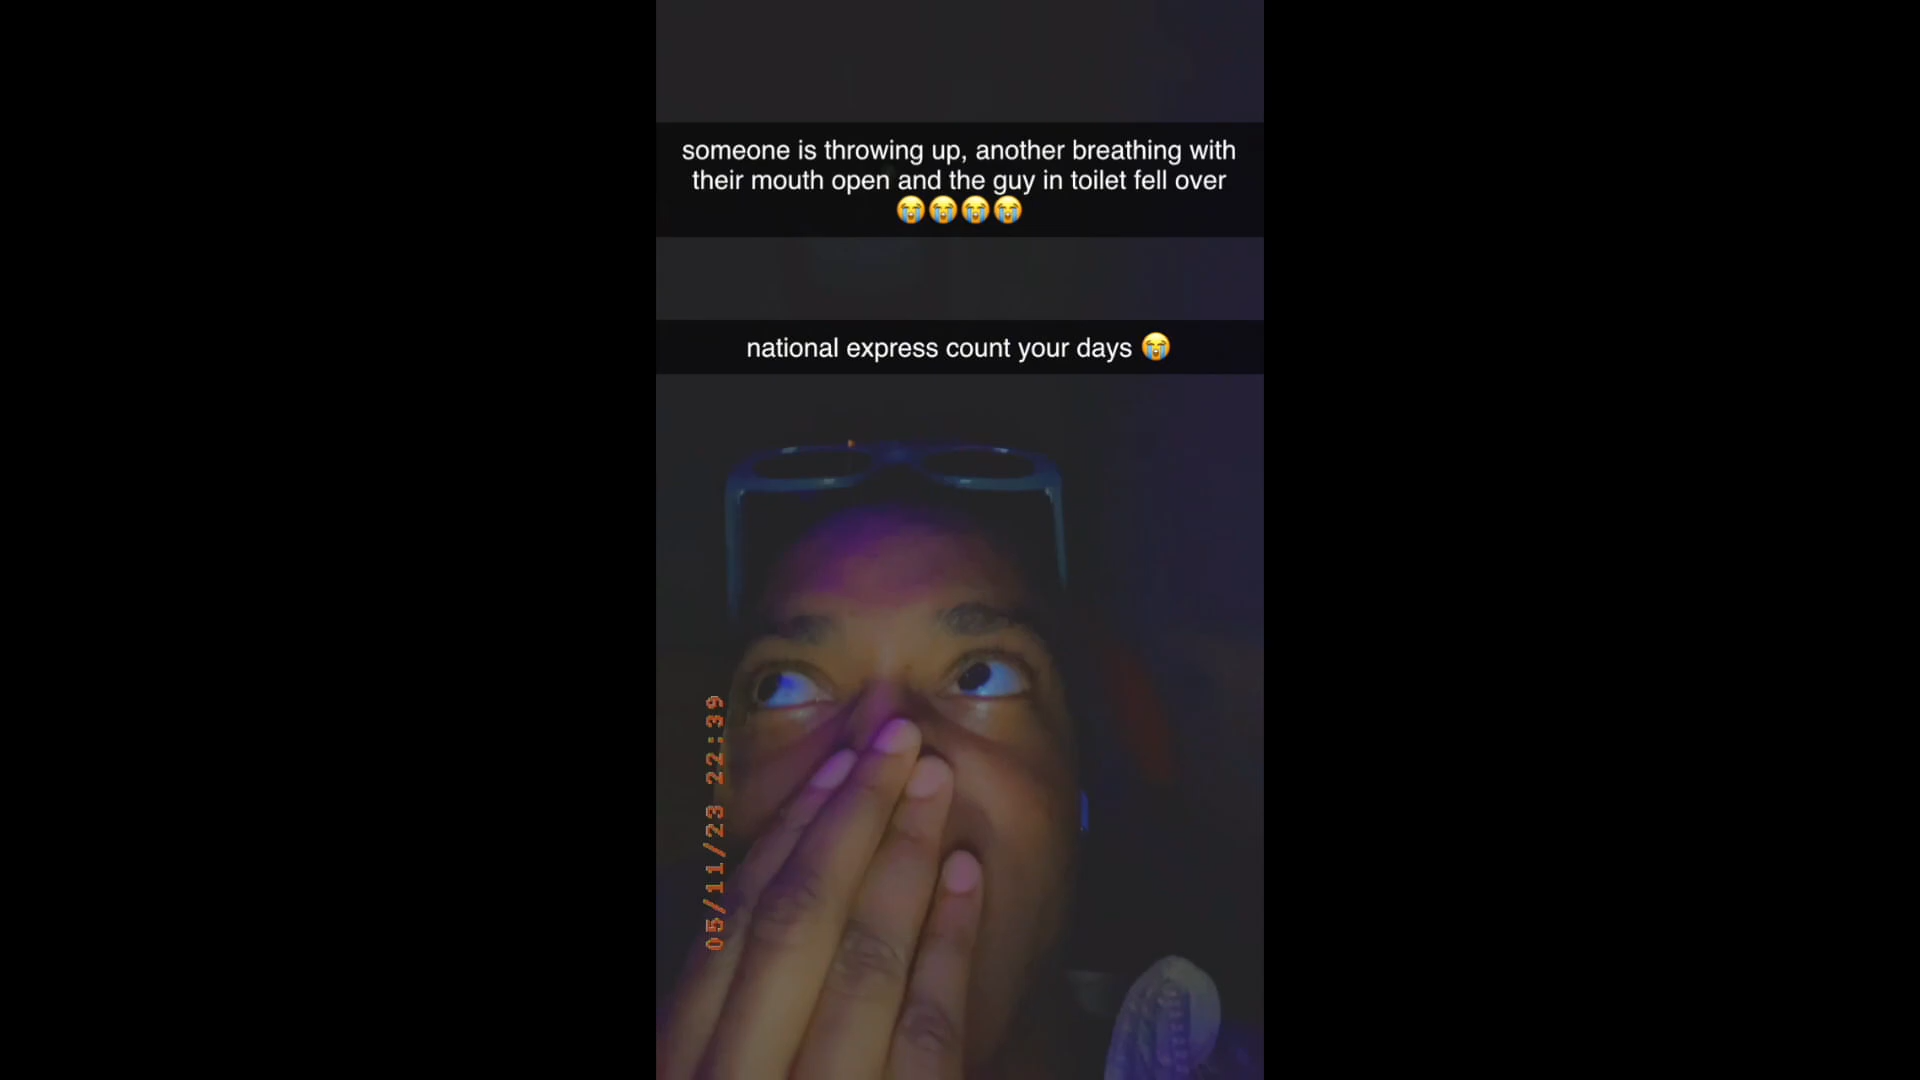 someone is throwing up, another breathing with
their mouth open and the guy in toilet fell over
😭😭😭😭
national express count your days 😭
05/11/23 22:39